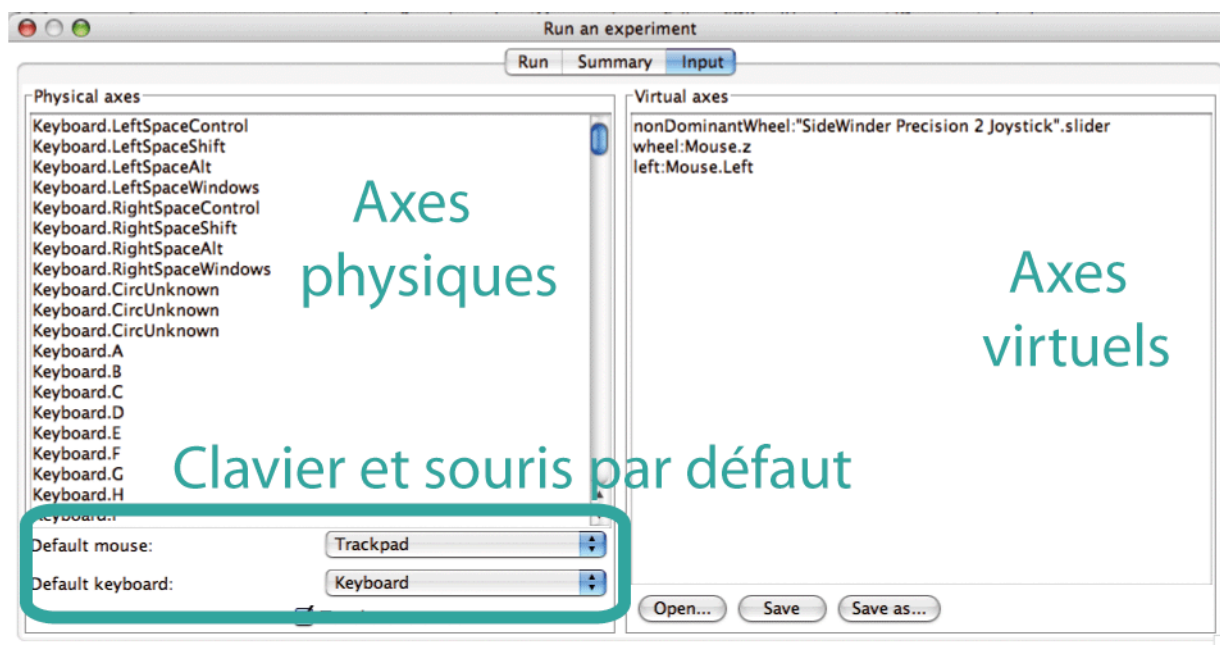 Run an experiment
Run Summary Input
Physical axes
Keyboard.LeftSpaceControl
Keyboard.LeftSpaceShift
Keyboard.LeftSpaceAlt
Keyboard.LeftSpaceWindows
Keyboard.RightSpaceControl
Keyboard.RightSpaceShift
Keyboard.RightSpaceAlt
Keyboard.RightSpaceWindows
Keyboard.CircUnknown
Keyboard.CircUnknown
Keyboard.CircUnknown
Keyboard.A
Keyboard.B
Keyboard.C
Keyboard.D
Keyboard.E
Keyboard.F
Keyboard.G
Keyboard.H
Axes
physiques
Virtual axes
nonDominantWheel:"SideWinder Precision 2 Joystick".slider
wheel:Mouse.z
left:Mouse.Left
Axes
virtuels
Clavier et souris par défaut
Default mouse: Trackpad
Default keyboard: Keyboard
Open... Save Save as...